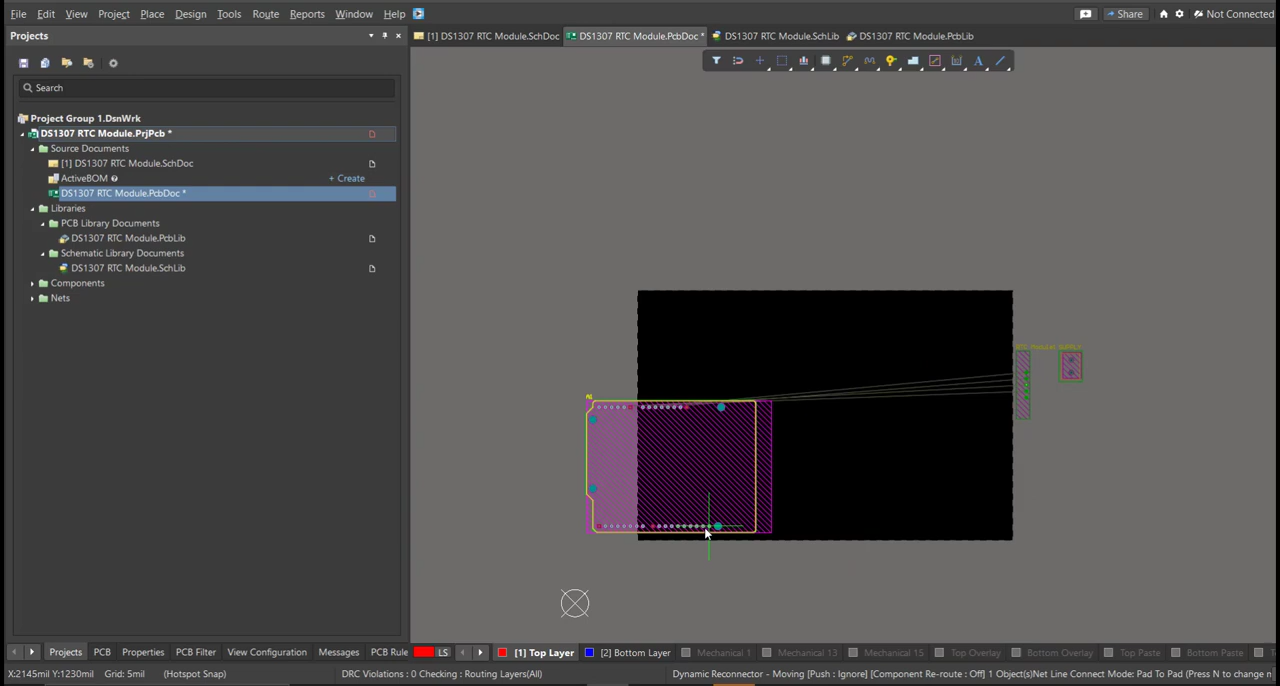 File Edit View Project Place Design Tools Route Reports Window Help Share Not Connected
Projects
[1] DS1307 RTC Module.SchDoc DS1307 RTC Module.PcbDoc * DS1307 RTC Module.SchLib DS1307 RTC Module.PcbLib
Search
Project Group 1.DsnWrk
DS1307 RTC Module.PrjPcb *
Source Documents
[1] DS1307 RTC Module.SchDoc
ActiveBOM + Create
DS1307 RTC Module.PcbDoc *
Libraries
PCB Library Documents
DS1307 RTC Module.PcbLib
Schematic Library Documents
DS1307 RTC Module.SchLib
Components
Nets
RTC Module SUPPLY
Projects PCB Properties PCB Filter View Configuration Messages PCB Rule LS [1] Top Layer [2] Bottom Layer Mechanical 1 Mechanical 13 Mechanical 15 Top Overlay Bottom Overlay Top Paste Bottom Paste
X:2145mil Y:1230mil Grid: 5mil (Hotspot Snap) DRC Violations : 0 Checking : Routing Layers(All) Dynamic Reconnector - Moving [Push : Ignore] [Component Re-route : Off] 1 Object(s)Net Line Connect Mode: Pad To Pad (Press N to change n